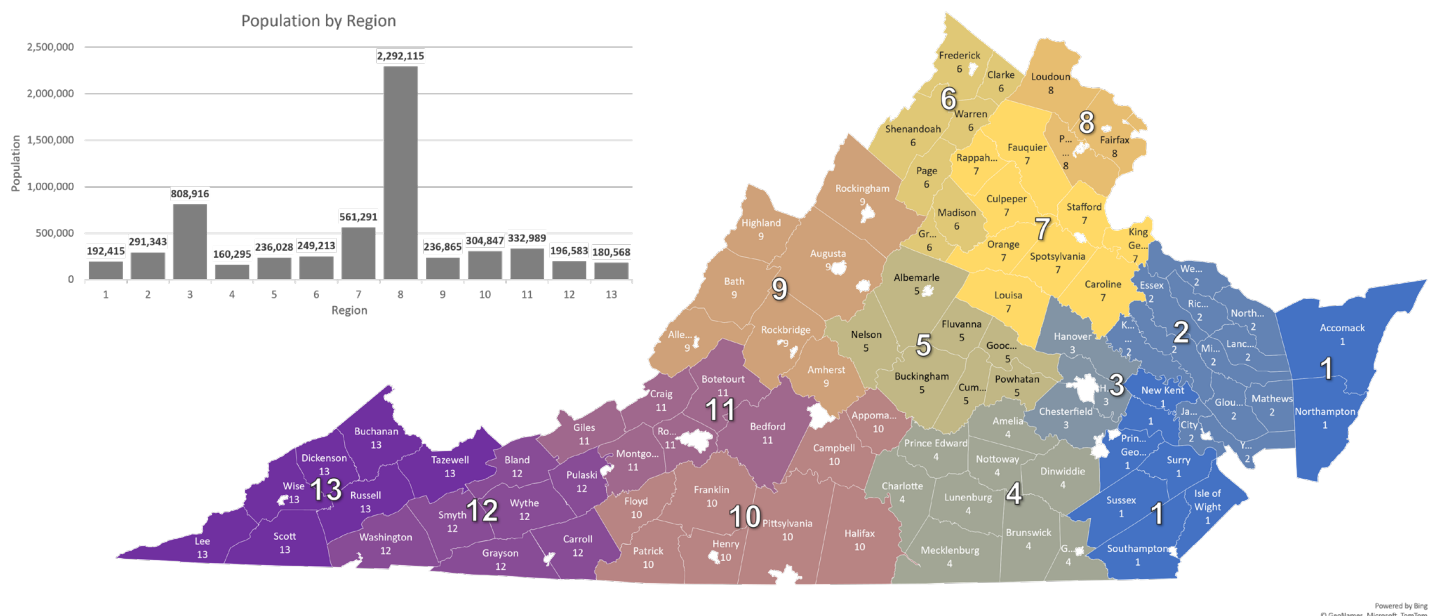 Population by Region
2,500,000
2,000,000
1,500,000
1,000,000
500,000
0
Population
192,415
291,343
808,916
160,295
236,028
249,213
561,291
2,292,115
236,865
304,847
332,989
196,583
180,568
1 2 3 4 5 6 7 8 9 10 11 12 13
Region
Frederick
6
Clarke
6
6
Warren
6
Shenandoah
6
Page
6
Madison
6
Gr...
6
Loudoun
8
8
P...
...
8
Fairfax
8
Fauquier
7
Rappah...
7
Culpeper
7
Stafford
7
7
King
Ge...
7
Orange
7
Spotsylvania
7
Louisa
7
Caroline
7
Rockingham
9
Highland
9
Augusta
9
Bath
9
9
Alle...
9
Rockbridge
9
Amherst
9
Albemarle
5
Nelson
5
Fluvanna
5
5
Gooc...
5
Buckingham
5
Cum...
5
Powhatan
5
Hanover
3
H...
3
3
Chesterfield
3
We...
2
Essex
2
Ric...
2
North...
2
K...
...
2
2
2
Mi...
2
Lanc...
2
Glou...
2
Mathews
2
Ja...
City
2
Y...
2
Accomack
1
1
Northampton
1
New Kent
1
1
Prin...
Geo...
1
Surry
1
Sussex
1
1
Isle of
Wight
1
Southampton
1
Amelia
4
Prince Edward
4
Nottoway
4
Dinwiddie
4
Charlotte
4
Lunenburg
4
4
Brunswick
4
Mecklenburg
4
G...
4
Appoma...
10
Campbell
10
Franklin
10
Floyd
10
10
Pittsylvania
10
Halifax
10
Henry
10
Patrick
10
Botetourt
11
Craig
11
11
Giles
11
Ro...
11
Bedford
11
Montgo...
11
Bland
12
Pulaski
12
Wythe
12
Smyth
12
12
Washington
12
Grayson
12
Carroll
12
Buchanan
13
Dickenson
13
Tazewell
13
Wise
13
13
Russell
13
Lee
13
Scott
13
Powered by Bing
© GeoNames, Microsoft, TomTom